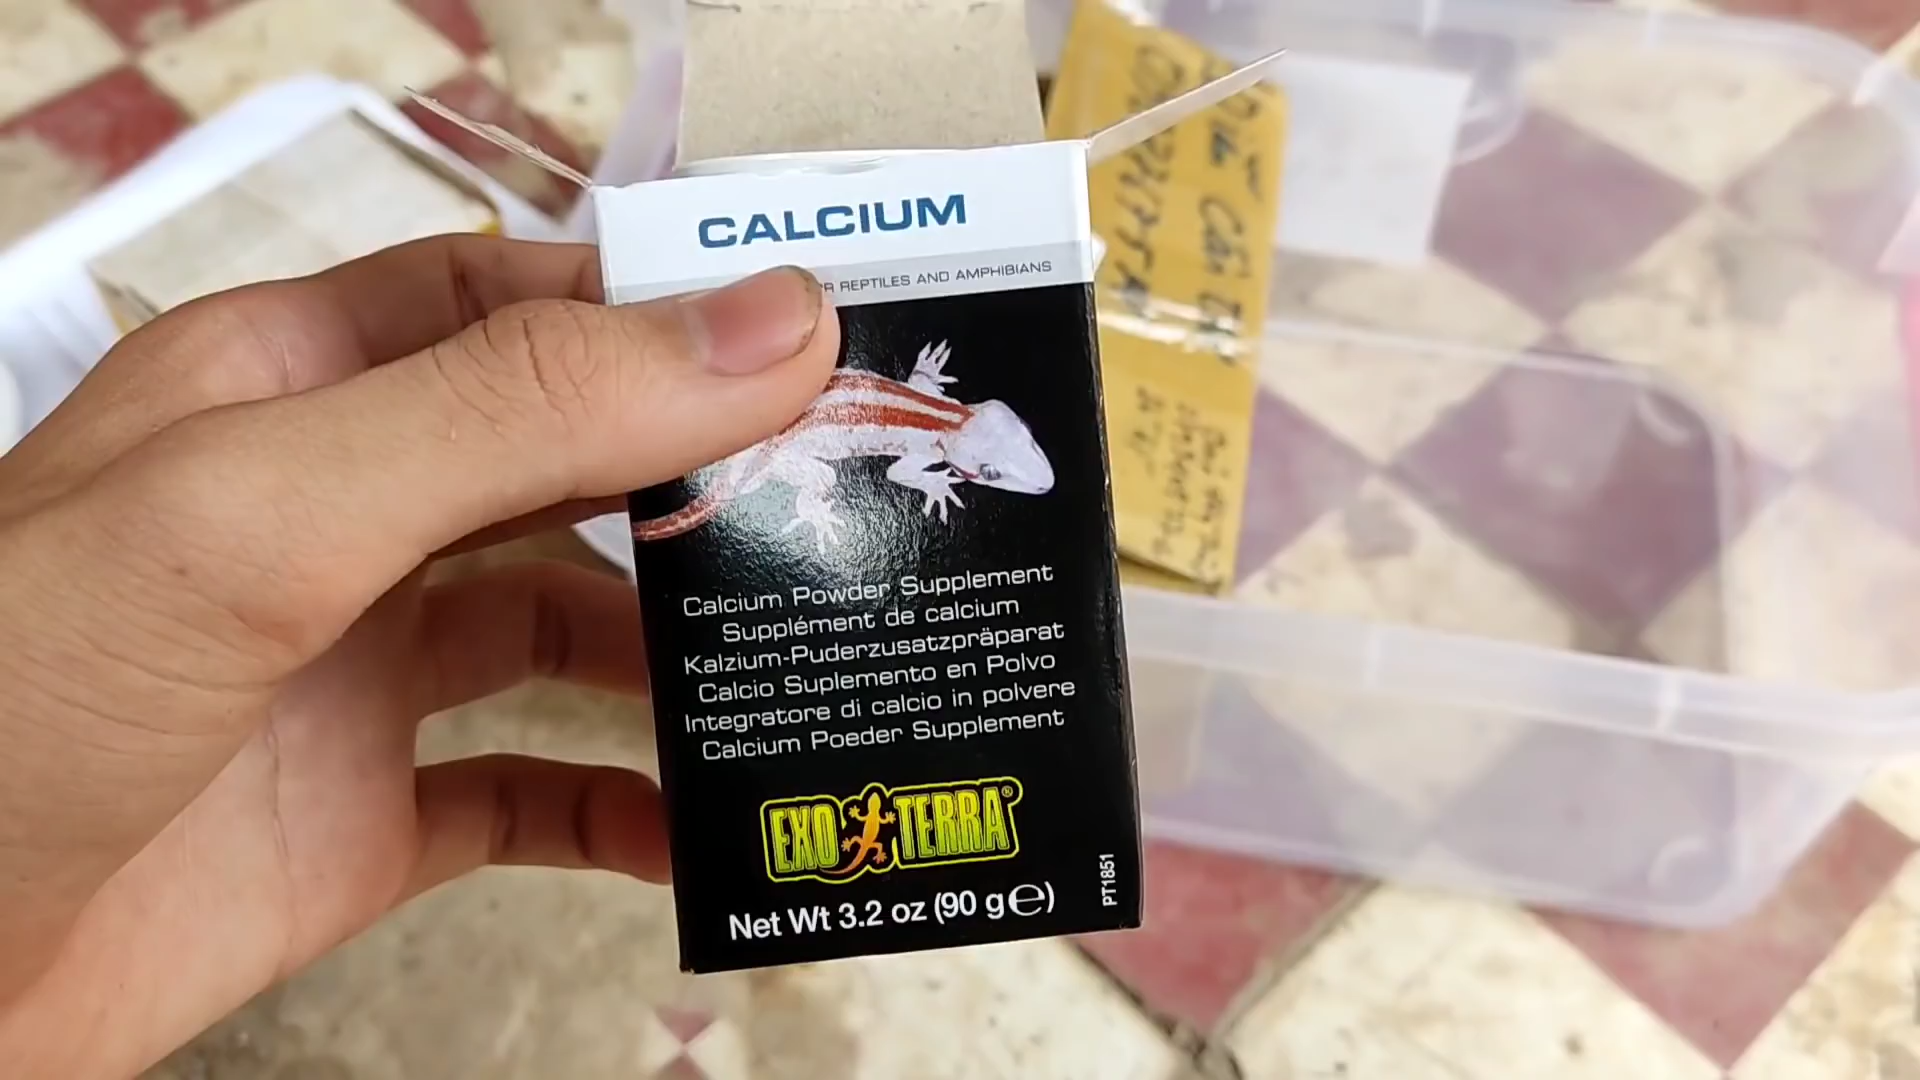 CALCIUM
REPTILES AND AMPHIBIANS
Calcium Powder Supplement
Supplément de calcium
Kalzium-Puderzusatzpräparat
Calcio Suplemento en Polvo
Integratore di calcio in polvere
Calcium Poeder Supplement
EXO TERRA®
Net Wt 3.2 oz (90 g℮)
PT1851